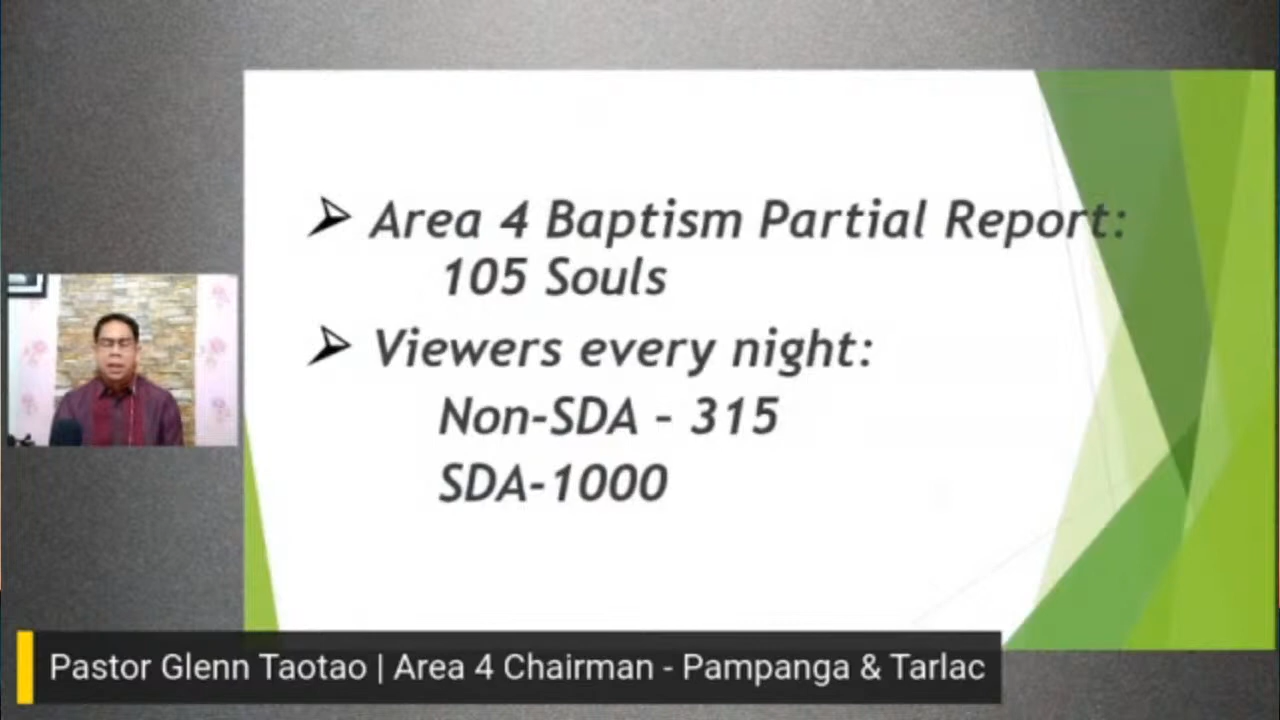 Area 4 Baptism Partial Report:
105 Souls
Viewers every night:
Non-SDA – 315
SDA-1000
Pastor Glenn Taotao | Area 4 Chairman - Pampanga & Tarlac